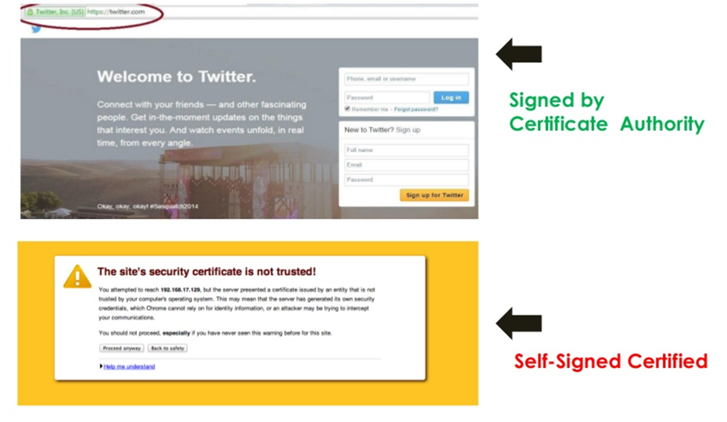 Twitter, Inc. [US] https://twitter.com
Welcome to Twitter.
Connect with your friends — and other fascinating
people. Get in-the-moment updates on the things
that interest you. And watch events unfold, in real
time, from every angle.
Okay, okay, okay! #Sasquatch2014
Phone, email or username
Password
Log in
Remember me · Forgot password?
New to Twitter? Sign up
Full name
Email
Password
Sign up for Twitter
Signed by
Certificate Authority
The site's security certificate is not trusted!
You attempted to reach 192.168.17.129, but the server presented a certificate issued by an entity that is not
trusted by your computer's operating system. This may mean that the server has generated its own security
credentials, which Chrome cannot rely on for identity information, or an attacker may be trying to intercept
your communications.
You should not proceed, especially if you have never seen this warning before for this site.
Proceed anyway Back to safety
Help me understand
Self-Signed Certified